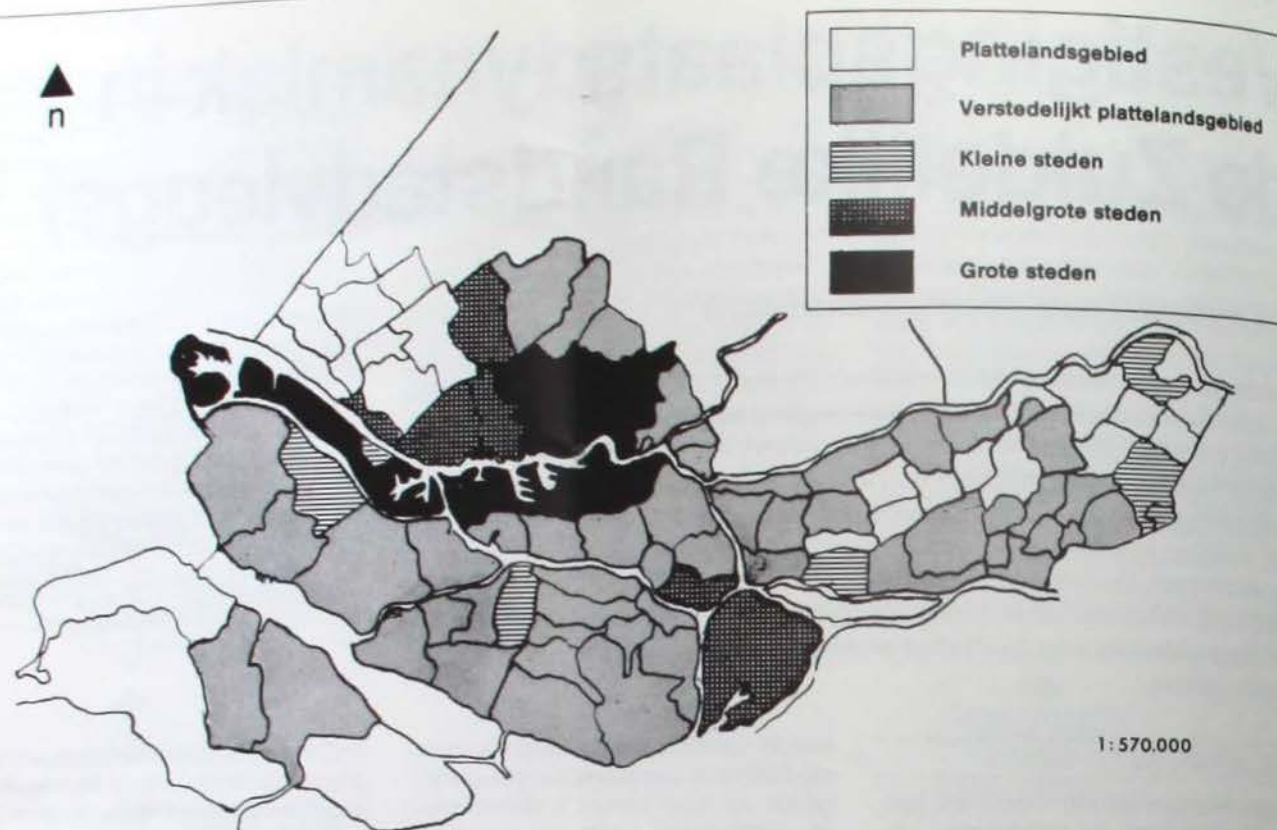 n
Plattelandsgebied
Verstedelijkt plattelandsgebied
Kleine steden
Middelgrote steden
Grote steden
1:570.000